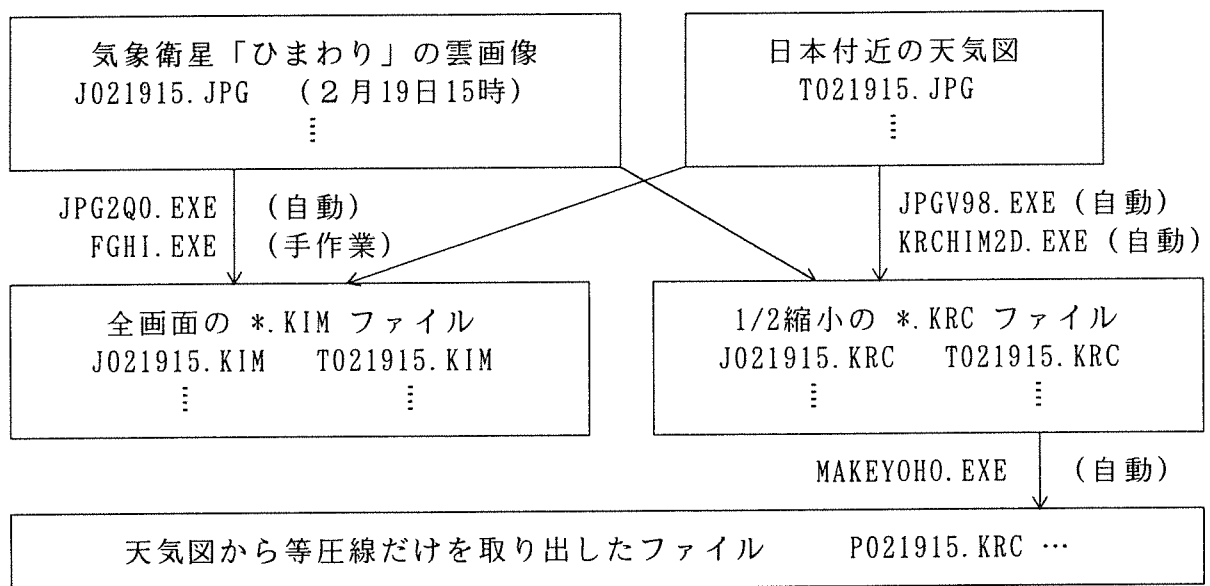 気象衛星「ひまわり」の雲画像
J021915.JPG (２月19日15時)
⋮
日本付近の天気図
T021915.JPG
⋮
JPG2Q0.EXE (自動)
FGHI.EXE (手作業)
JPGV98.EXE (自動)
KRCHIM2D.EXE (自動)
全画面の *.KIM ファイル
J021915.KIM T021915.KIM
⋮ ⋮
1/2縮小の *.KRC ファイル
J021915.KRC T021915.KRC
⋮ ⋮
MAKEYOHO.EXE (自動)
天気図から等圧線だけを取り出したファイル P021915.KRC …